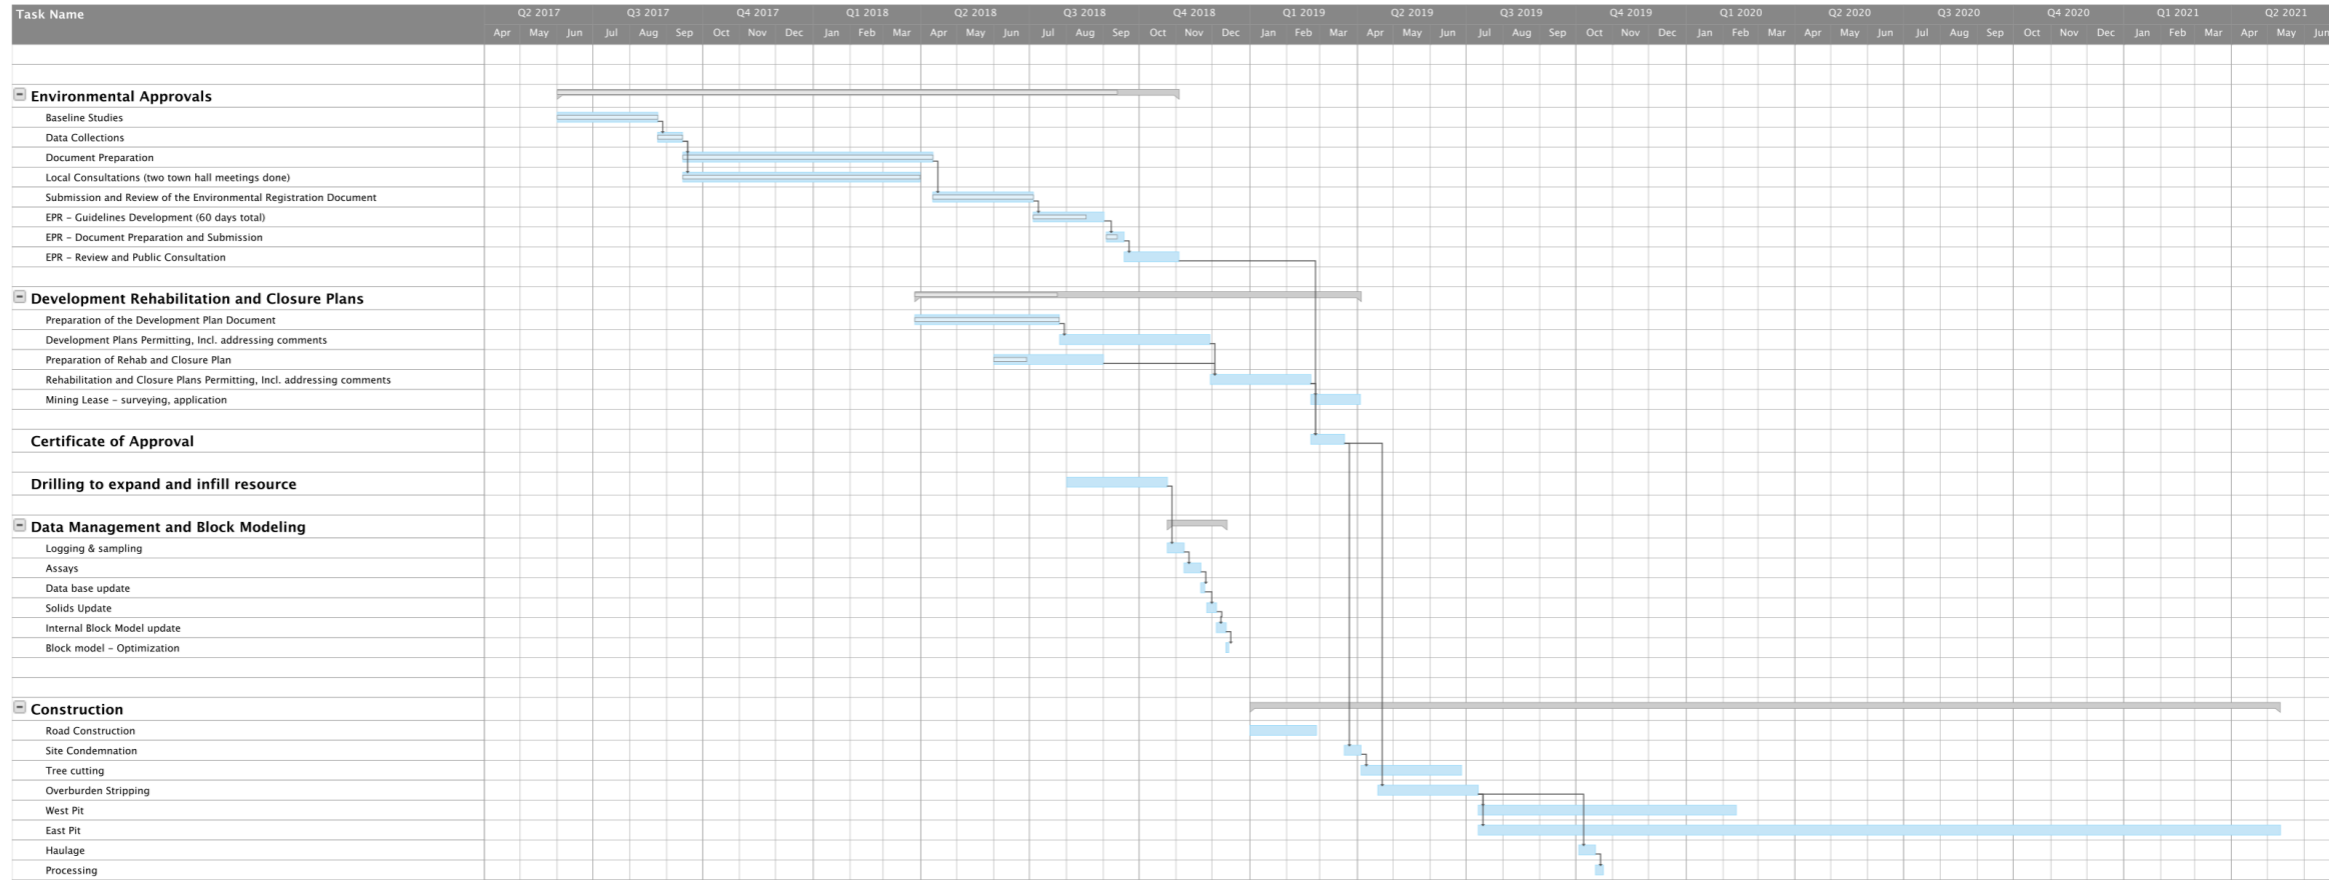 Task Name
Q2 2017 Q3 2017 Q4 2017 Q1 2018 Q2 2018 Q3 2018 Q4 2018 Q1 2019 Q2 2019 Q3 2019 Q4 2019 Q1 2020 Q2 2020 Q3 2020 Q4 2020 Q1 2021 Q2 2021
Apr May Jun Jul Aug Sep Oct Nov Dec Jan Feb Mar Apr May Jun Jul Aug Sep Oct Nov Dec Jan Feb Mar Apr May Jun Jul Aug Sep Oct Nov Dec Jan Feb Mar Apr May Jun Jul Aug Sep Oct Nov Dec Jan Feb Mar Apr May Jun
Environmental Approvals
Baseline Studies
Data Collections
Document Preparation
Local Consultations (two town hall meetings done)
Submission and Review of the Environmental Registration Document
EPR – Guidelines Development (60 days total)
EPR – Document Preparation and Submission
EPR – Review and Public Consultation
Development Rehabilitation and Closure Plans
Preparation of the Development Plan Document
Development Plans Permitting, Incl. addressing comments
Preparation of Rehab and Closure Plan
Rehabilitation and Closure Plans Permitting, Incl. addressing comments
Mining Lease – surveying, application
Certificate of Approval
Drilling to expand and infill resource
Data Management and Block Modeling
Logging & sampling
Assays
Data base update
Solids Update
Internal Block Model update
Block model – Optimization
Construction
Road Construction
Site Condemnation
Tree cutting
Overburden Stripping
West Pit
East Pit
Haulage
Processing